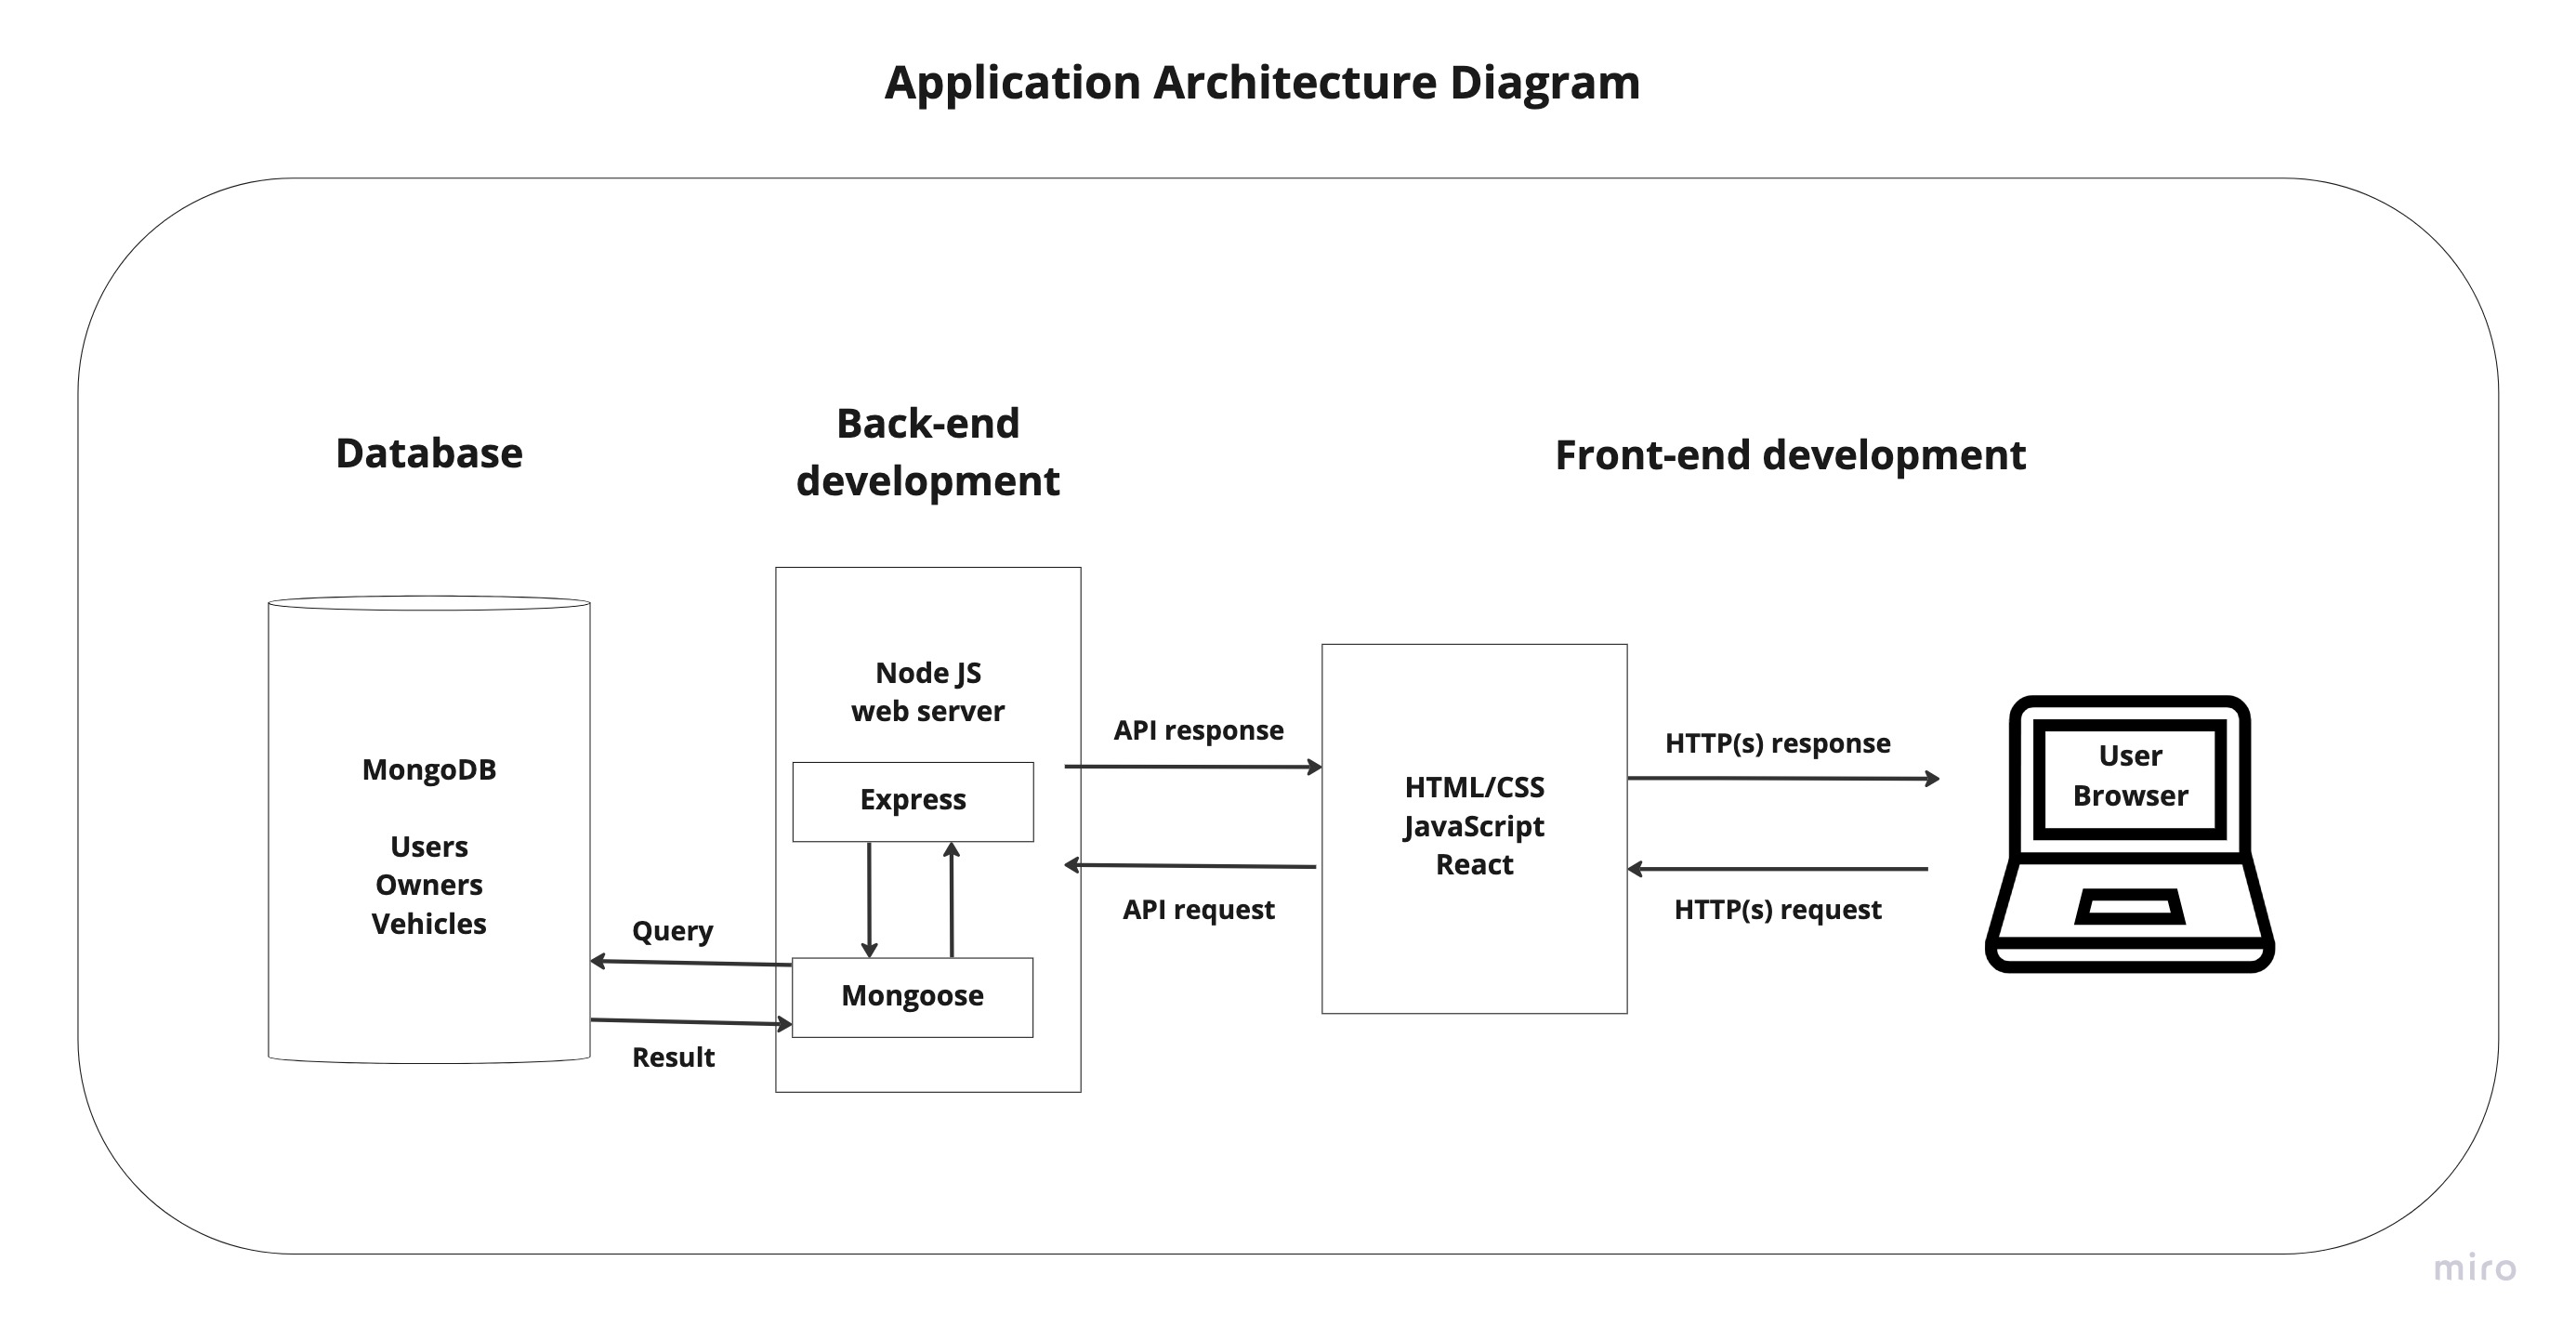 Application Architecture Diagram
Database
Back-end
development
Front-end development
MongoDB
Users
Owners
Vehicles
Query
Result
Node JS
web server
Express
Mongoose
API response
API request
HTML/CSS
JavaScript
React
HTTP(s) response
HTTP(s) request
User
Browser
miro